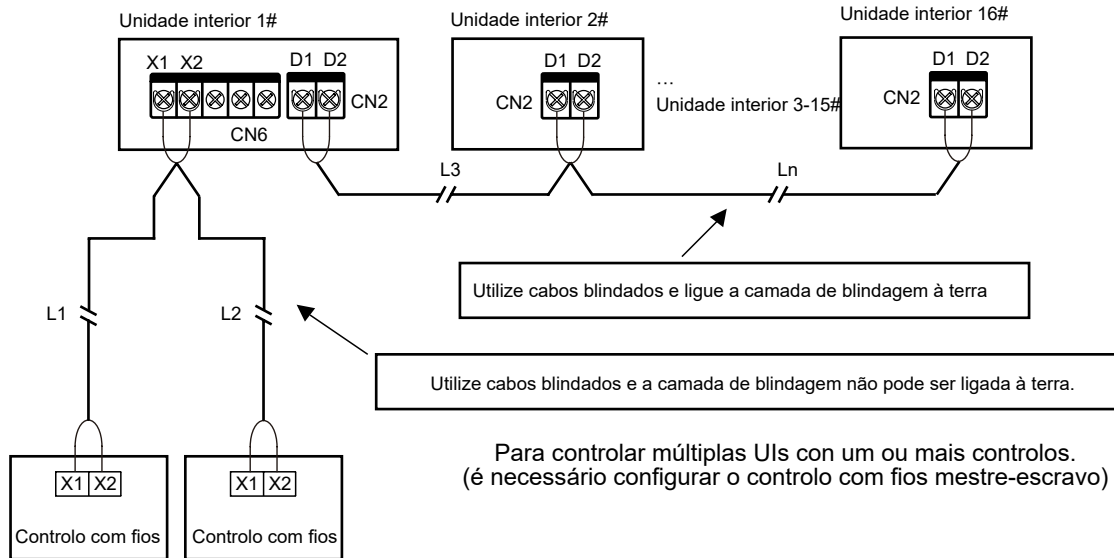 Unidade interior 1#
Unidade interior 2#
Unidade interior 16#
X1 X2
D1 D2
CN2
CN6
D1 D2
CN2
...
Unidade interior 3-15#
D1 D2
CN2
L3
Ln
Utilize cabos blindados e ligue a camada de blindagem à terra
L1
L2
Utilize cabos blindados e a camada de blindagem não pode ser ligada à terra.
Para controlar múltiplas UIs con um ou mais controlos.
(é necessário configurar o controlo com fios mestre-escravo)
X1 X2
Controlo com fios
X1 X2
Controlo com fios